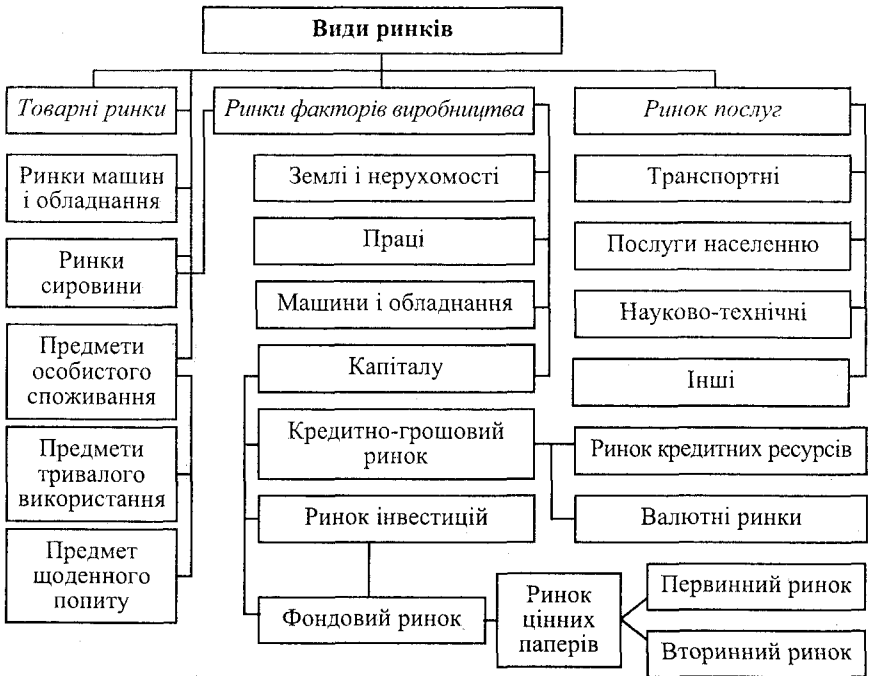 Види ринків
Товарні ринки
Ринки машин
і обладнання
Ринки
сировини
Предмети
особистого
споживання
Предмети
тривалого
використання
Предмет
щоденного
попиту
Ринки факторів виробництва
Землі і нерухомості
Праці
Машини і обладнання
Капіталу
Кредитно-грошовий
ринок
Ринок інвестицій
Фондовий ринок
Ринок послуг
Транспортні
Послуги населенню
Науково-технічні
Інші
Ринок кредитних ресурсів
Валютні ринки
Ринок
цінних
паперів
Первинний ринок
Вторинний ринок